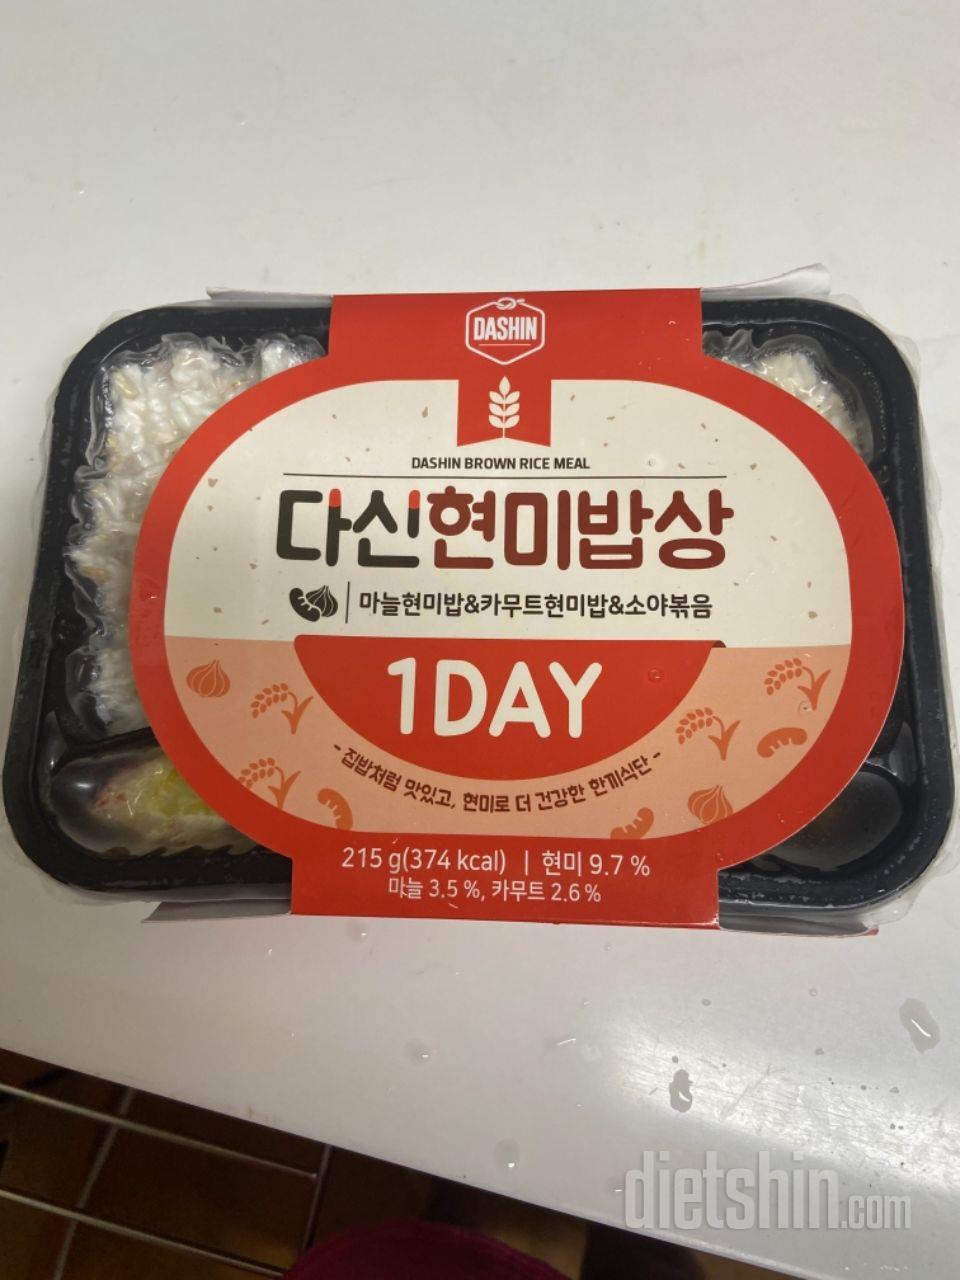 DASHIN
DASHIN BROWN RICE MEAL
다신현미밥상
마늘현미밥&카무트현미밥&소야볶음
1DAY
- 집밥처럼 맛있고, 현미로 더 건강한 한끼식단 -
215 g(374 kcal) | 현미 9.7 %
마늘 3.5 %, 카무트 2.6 %
dietshin.com